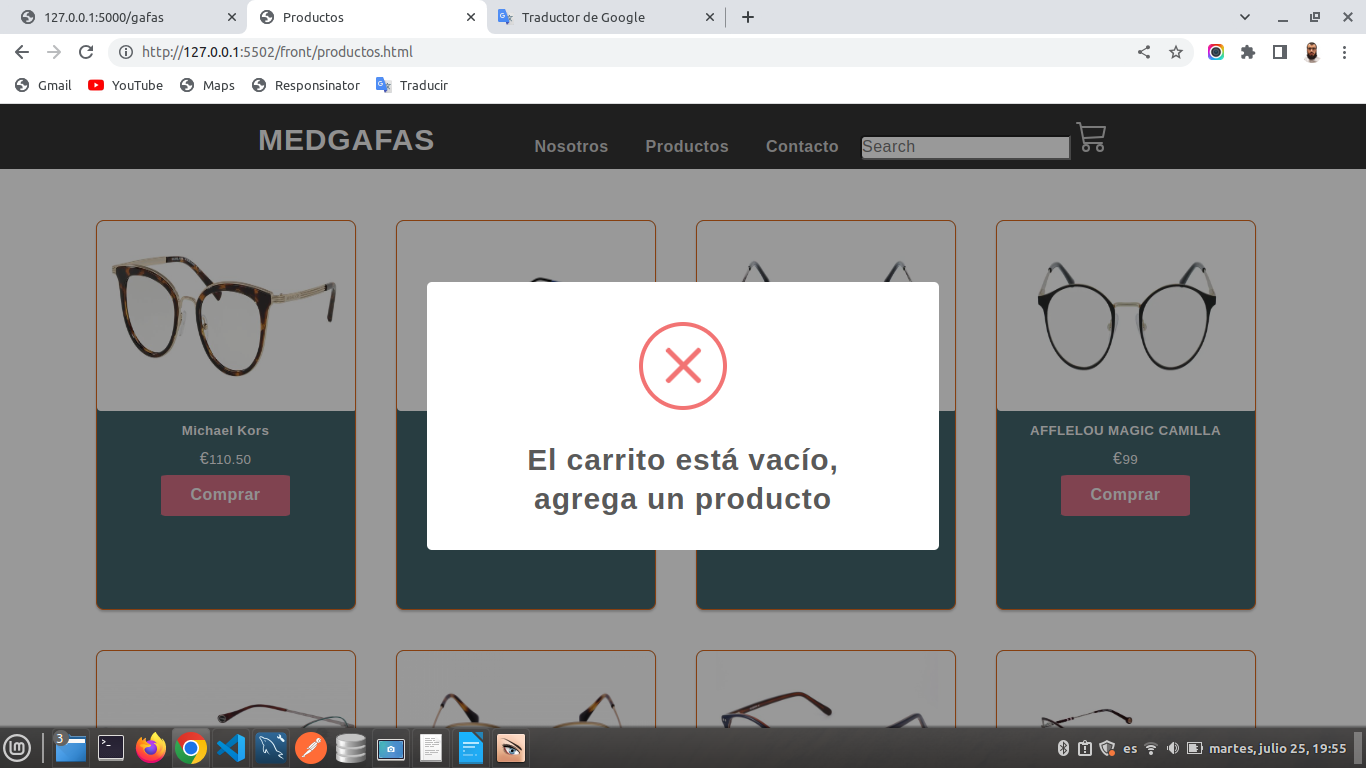 127.0.0.1:5000/gafas
Productos
Traductor de Google
http://127.0.0.1:5502/front/productos.html
Gmail
YouTube
Maps
Responsinator
Traducir
MEDGAFAS
Nosotros
Productos
Contacto
Search
El carrito está vacío,
agrega un producto
Michael Kors
€110.50
Comprar
AFFLELOU MAGIC CAMILLA
€99
Comprar
3
es
martes, julio 25, 19:55